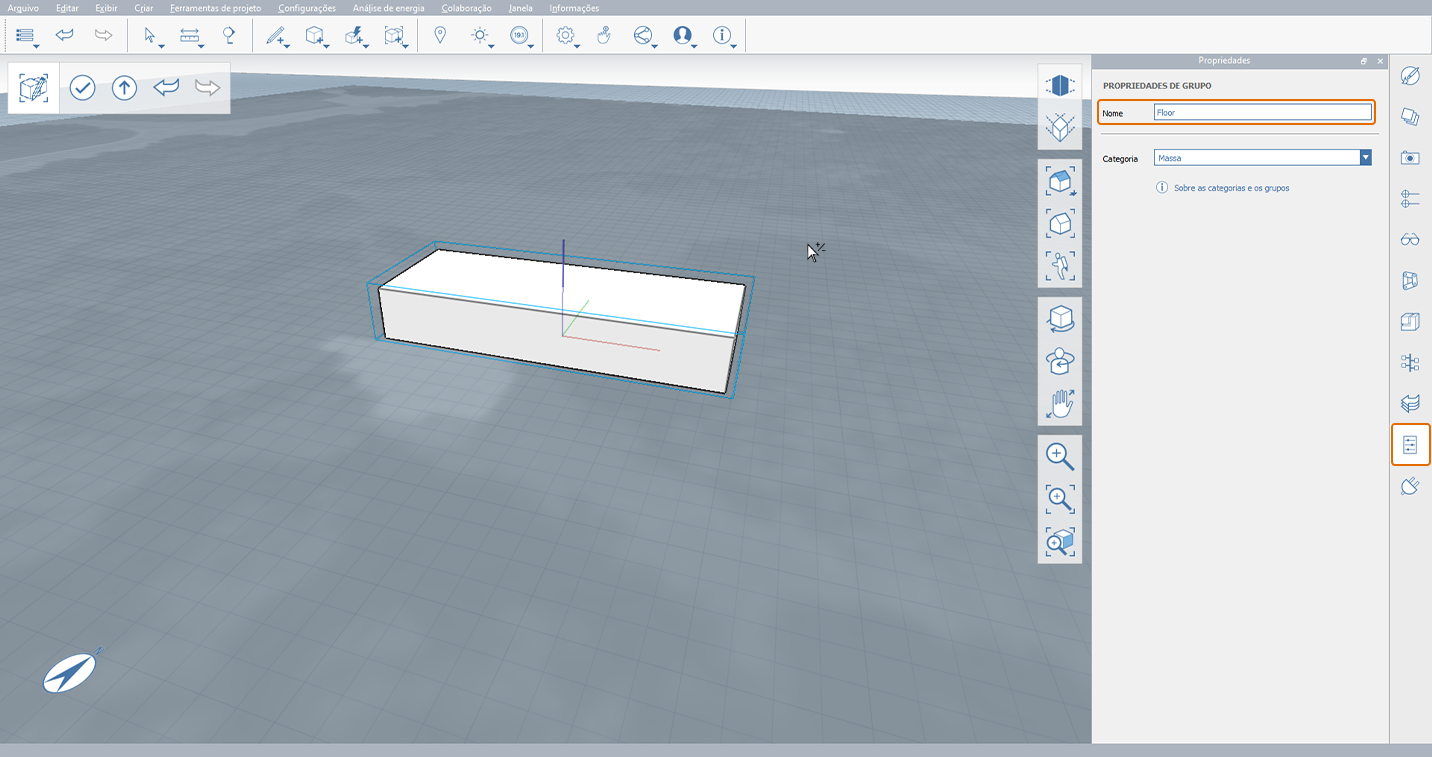 Arquivo Editar Exibir Criar Ferramentas de projeto Configurações Análise de energia Colaboração Janela Informações
Propriedades
PROPRIEDADES DE GRUPO
Nome Floor
Categoria Massa
Sobre as categorias e os grupos